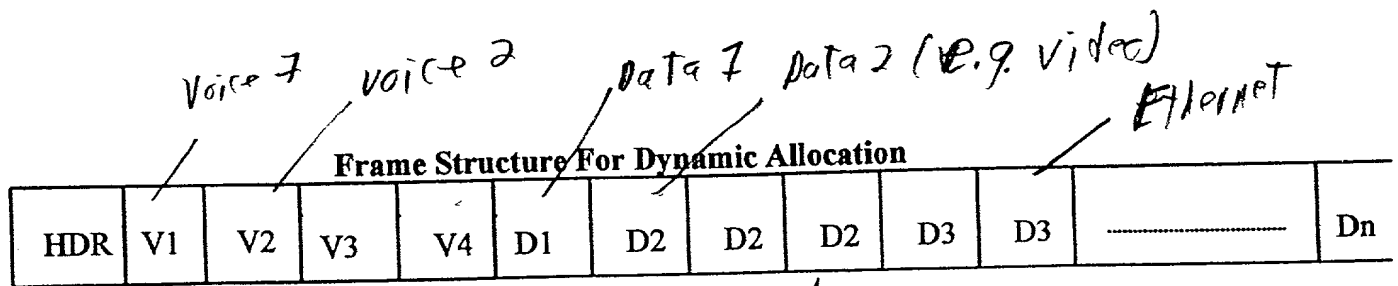 Voice 1 voice 2 Data 1 Data 2 (e.g. video) Ethernet
Frame Structure For Dynamic Allocation
HDR V1 V2 V3 V4 D1 D2 D2 D2 D3 D3 ............................ Dn